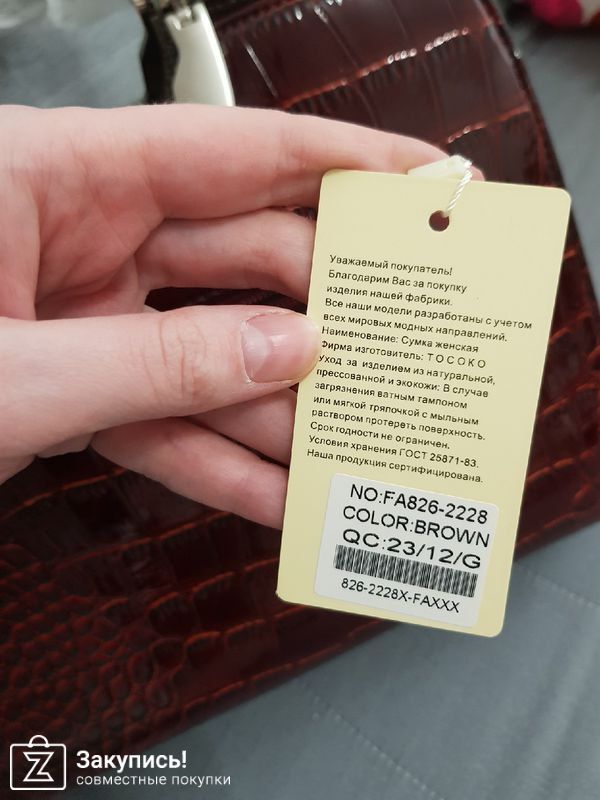 Уважаемый покупатель!
Благодарим Вас за покупку
изделия нашей фабрики.
Все наши модели разработаны с учетом
всех мировых модных направлений.
Наименование: Сумка женская
Фирма изготовитель: T O C O K O
Уход за изделием из натуральной,
прессованной и экокожи: В случае
загрязнения ватным тампоном
или мягкой тряпочкой с мыльным
раствором протереть поверхность.
Срок годности не ограничен.
Условия хранения ГОСТ 25871-83.
Наша продукция сертифицирована.
NO:FA826-2228
COLOR:BROWN
QC:23/12/G
826-2228X-FAXXX
Z
Закупись!
совместные покупки